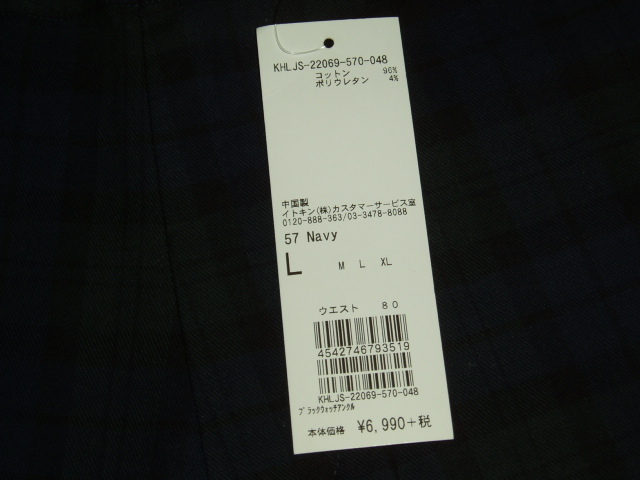 KHLJS-22069-570-048
コットン 96%
ポリウレタン 4%
中国製
イトキン(株)カスタマーサービス室
0120-888-363/03-3478-8088
57 Navy
L M L XL
ウエスト 80
4542746793519
KHLJS-22069-570-048
ブラックウォッチアンクル
本体価格 ¥6,990+税